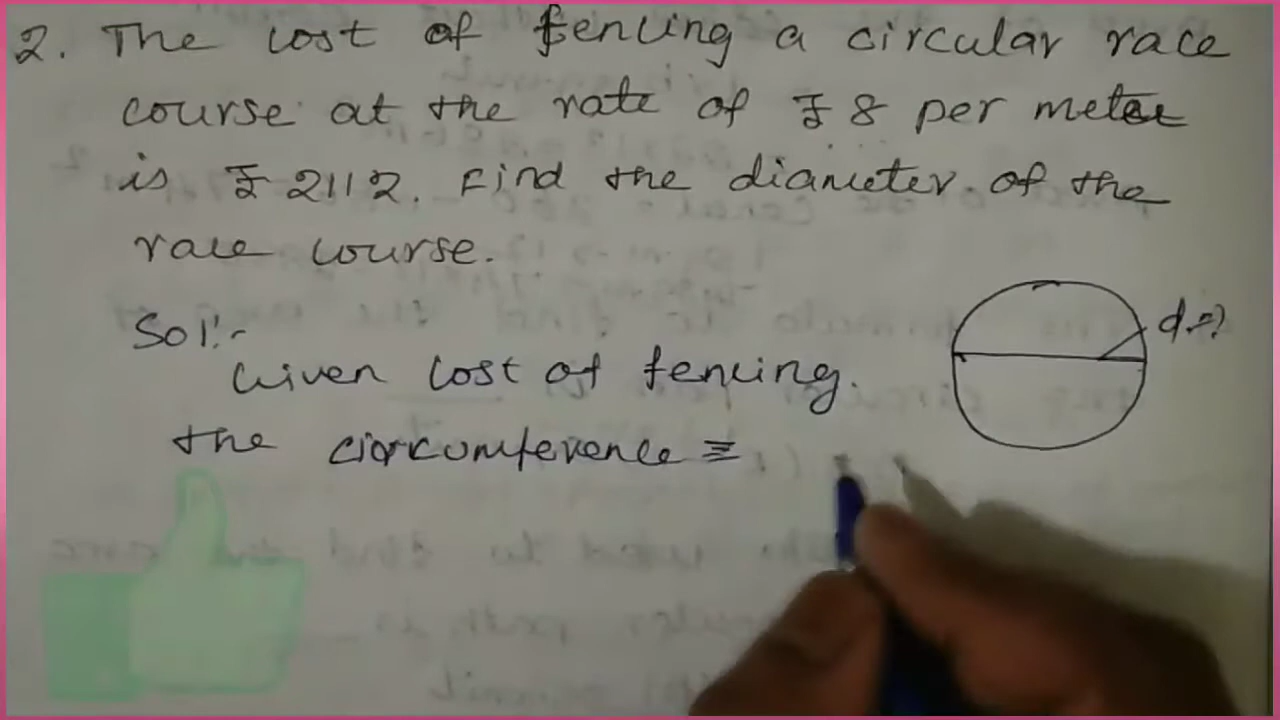 2. The cost of fencing a circular race
course at the rate of ₹ 8 per meter
is ₹ 2112. Find the diameter of the
race course.
Sol:-
Given cost of fencing.
the circumference =
d=?